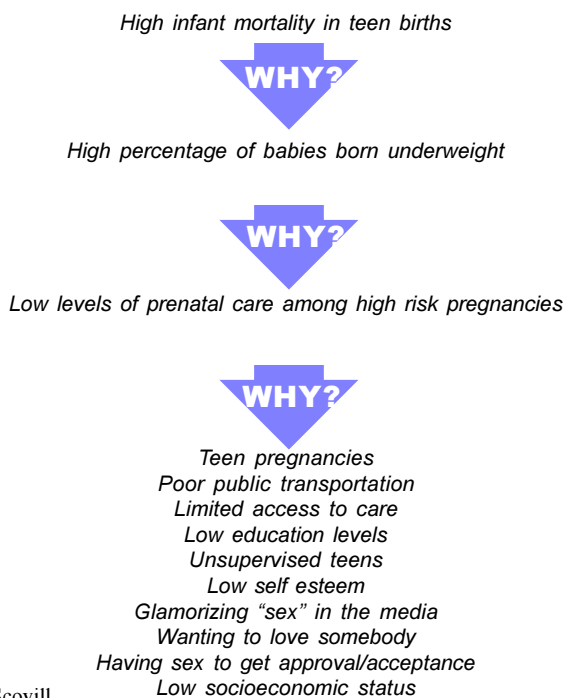 High infant mortality in teen births
WHY?
High percentage of babies born underweight
WHY?
Low levels of prenatal care among high risk pregnancies
WHY?
Teen pregnancies
Poor public transportation
Limited access to care
Low education levels
Unsupervised teens
Low self esteem
Glamorizing “sex” in the media
Wanting to love somebody
Having sex to get approval/acceptance
Low socioeconomic status